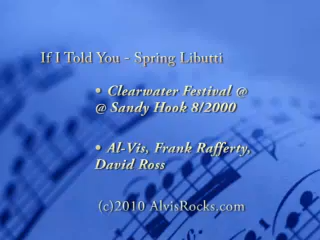 If I Told You - Spring Libutti
• Clearwater Festival @
@ Sandy Hook 8/2000
• Al-Vis, Frank Rafferty,
David Ross
(c)2010 AlvisRocks.com